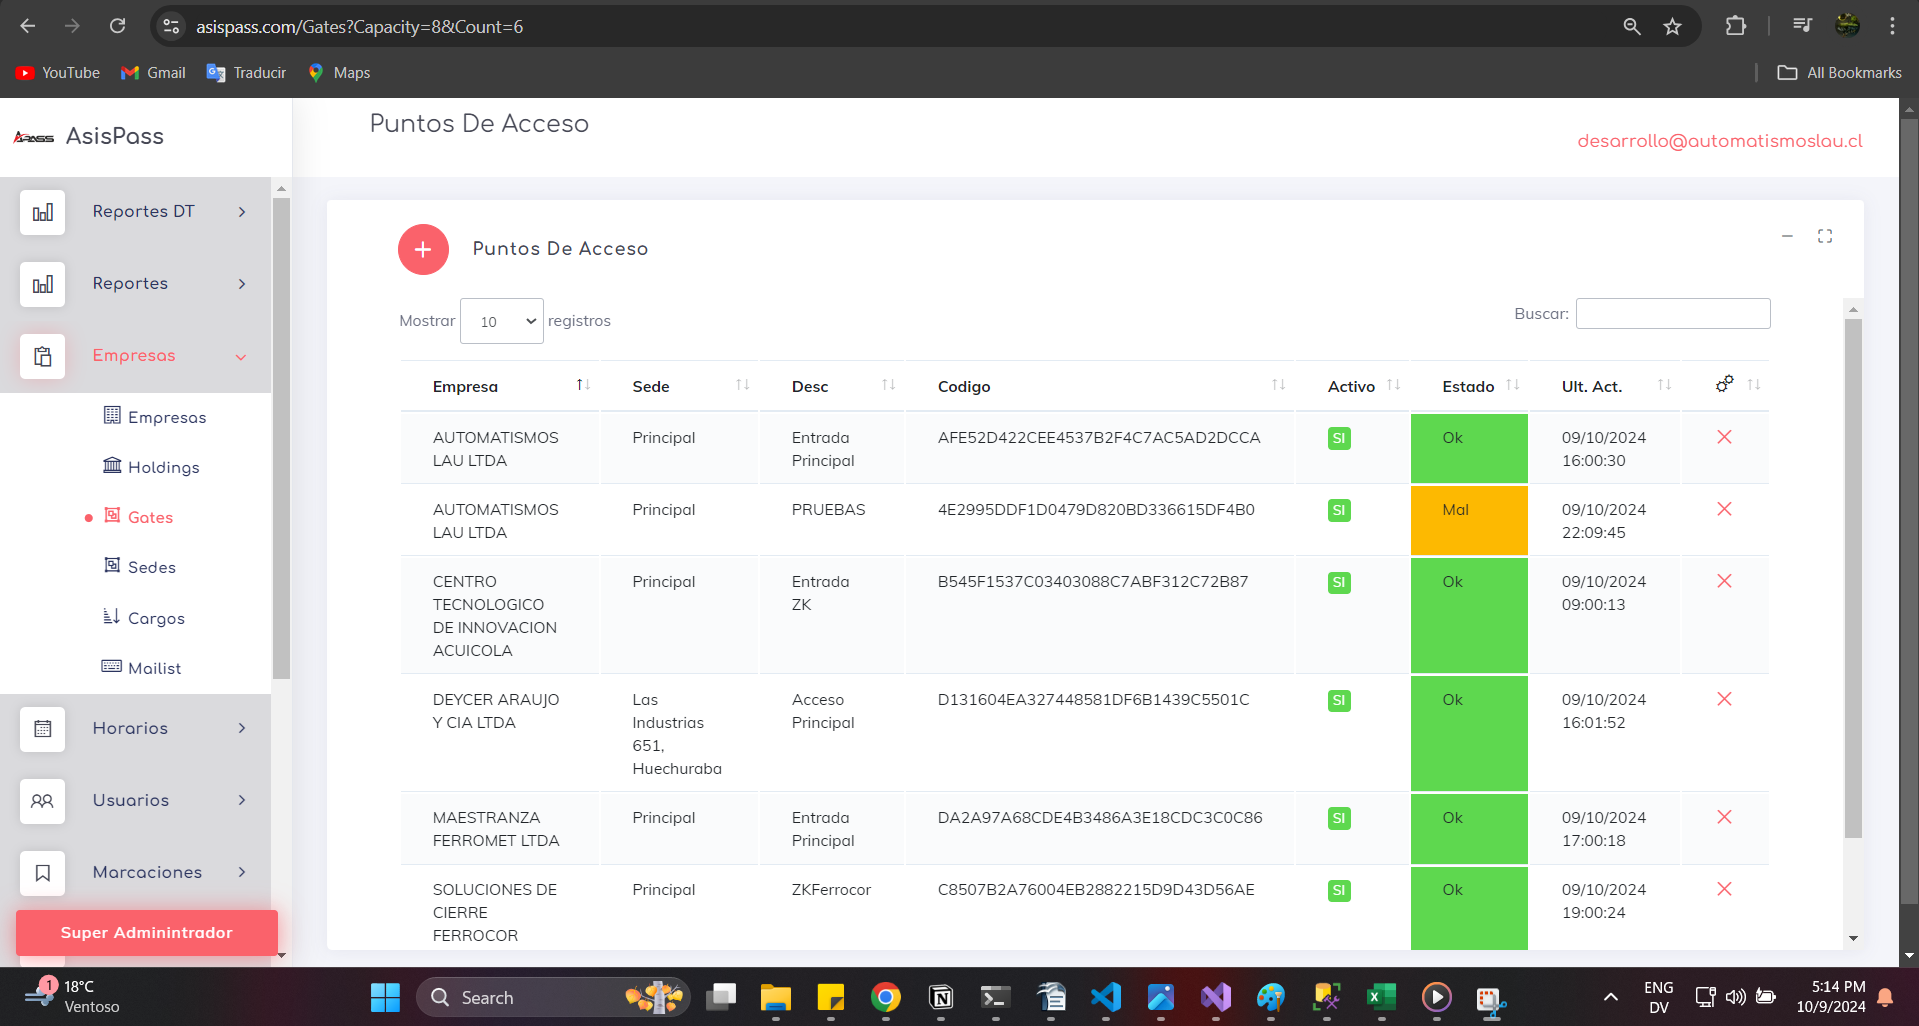 asispass.com/Gates?Capacity=8&Count=6
YouTube
Gmail
Traducir
Maps
All Bookmarks
APASS
AsisPass
Puntos De Acceso
desarrollo@automatismoslau.cl
Reportes DT
Reportes
Empresas
Empresas
Holdings
Gates
Sedes
Cargos
Mailist
Horarios
Usuarios
Marcaciones
Super Adminintrador
Puntos De Acceso
Mostrar 10 registros
Buscar:
Empresa Sede Desc Codigo Activo Estado Ult. Act.
AUTOMATISMOS Principal Entrada AFE52D422CEE4537B2F4C7AC5AD2DCCA SI Ok 09/10/2024
LAU LTDA Principal 16:00:30
AUTOMATISMOS Principal PRUEBAS 4E2995DDF1D0479D820BD336615DF4B0 SI Mal 09/10/2024
LAU LTDA 22:09:45
CENTRO Principal Entrada B545F1537C03403088C7ABF312C72B87 SI Ok 09/10/2024
TECNOLOGICO ZK 09:00:13
DE INNOVACION
ACUICOLA
DEYCER ARAUJO Las Acceso D131604EA327448581DF6B1439C5501C SI Ok 09/10/2024
Y CIA LTDA Industrias Principal 16:01:52
651,
Huechuraba
MAESTRANZA Principal Entrada DA2A97A68CDE4B3486A3E18CDC3C0C86 SI Ok 09/10/2024
FERROMET LTDA Principal 17:00:18
SOLUCIONES DE Principal ZKFerrocor C8507B2A76004EB2882215D9D43D56AE SI Ok 09/10/2024
CIERRE 19:00:24
FERROCOR
1
18°C
Ventoso
Search
ENG
DV
5:14 PM
10/9/2024